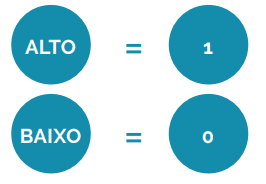 ALTO = 1
BAIXO = 0